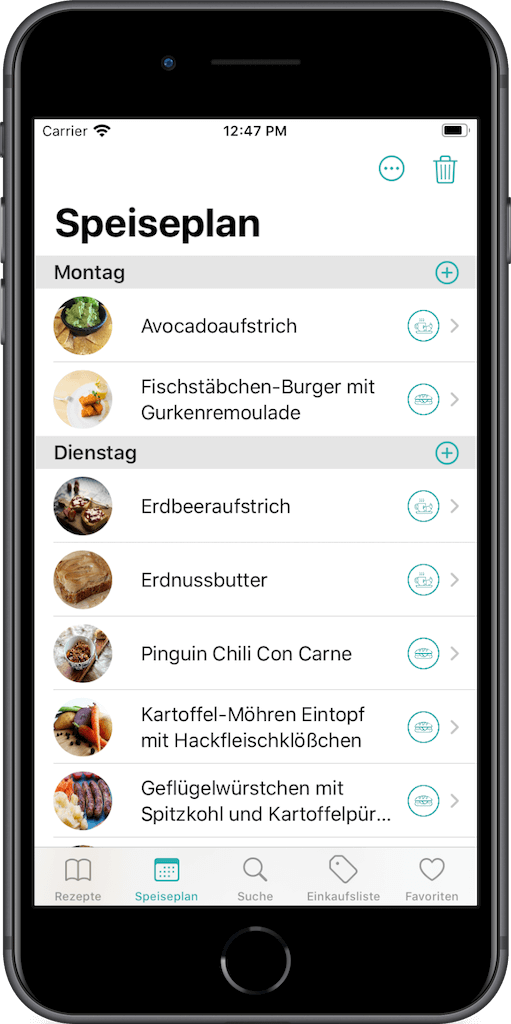 Carrier 12:47 PM
Speiseplan
Montag
Avocadoaufstrich
Fischstäbchen-Burger mit
Gurkenremoulade
Dienstag
Erdbeeraufstrich
Erdnussbutter
Pinguin Chili Con Carne
Kartoffel-Möhren Eintopf
mit Hackfleischklößchen
Geflügelwürstchen mit
Spitzkohl und Kartoffelpür...
Rezepte Speiseplan Suche Einkaufsliste Favoriten